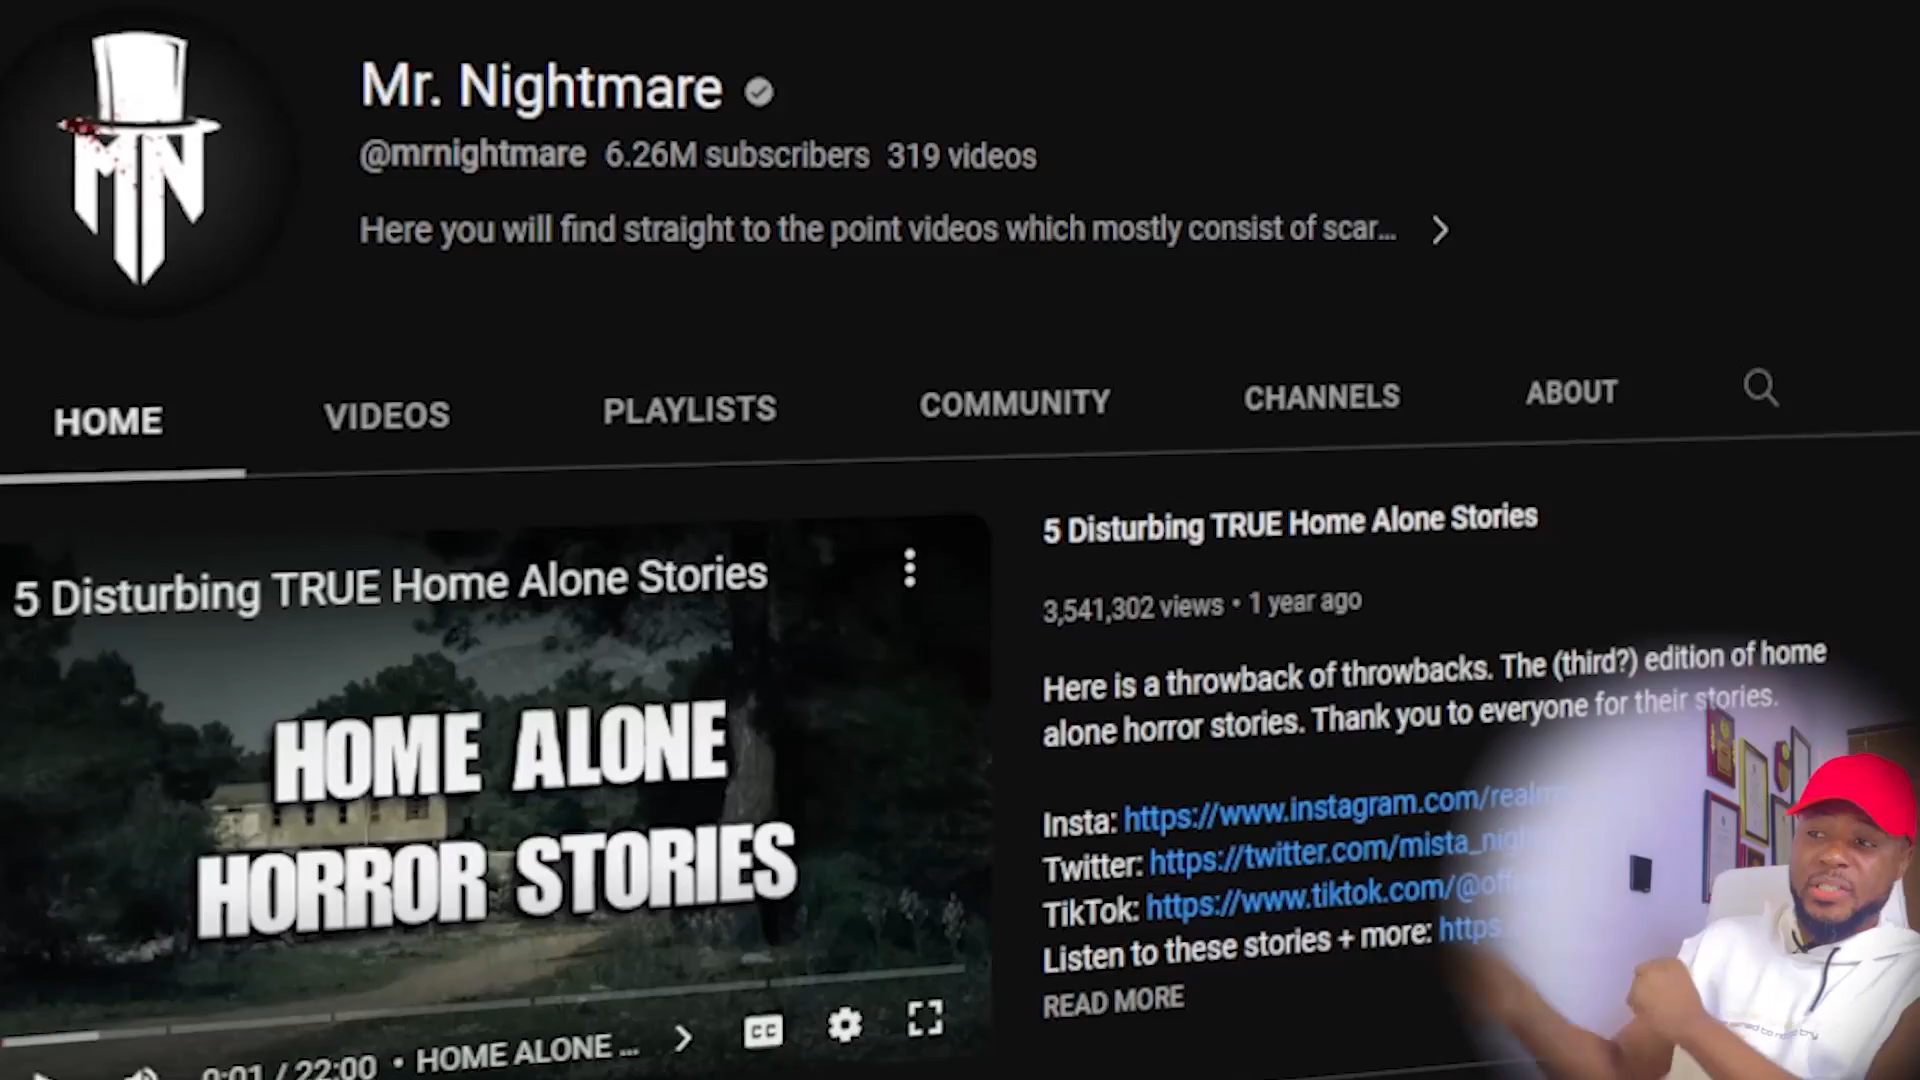 MN
Mr. Nightmare
@mrnightmare 6.26M subscribers 319 videos
Here you will find straight to the point videos which mostly consist of scar...
HOME VIDEOS PLAYLISTS COMMUNITY CHANNELS ABOUT
5 Disturbing TRUE Home Alone Stories
HOME ALONE
HORROR STORIES
0:01 / 22:00 • HOME ALONE ...
CC
5 Disturbing TRUE Home Alone Stories
3,541,302 views • 1 year ago
Here is a throwback of throwbacks. The (third?) edition of home
alone horror stories. Thank you to everyone for their stories.
Insta: https://www.instagram.com/realm
Twitter: https://twitter.com/mista_nig
TikTok: https://www.tiktok.com/@off
Listen to these stories + more: https
READ MORE